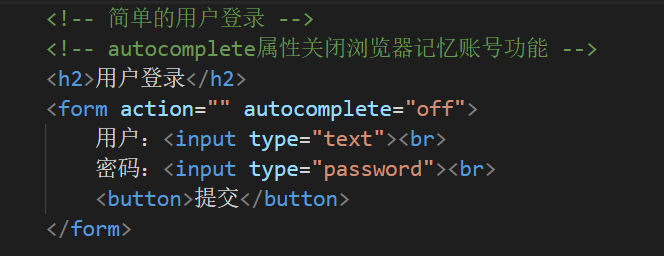 <!-- 简单的用户登录 -->
<!-- autocomplete属性关闭浏览器记忆账号功能 -->
<h2>用户登录</h2>
<form action="" autocomplete="off">
用户：<input type="text"><br>
密码：<input type="password"><br>
<button>提交</button>
</form>